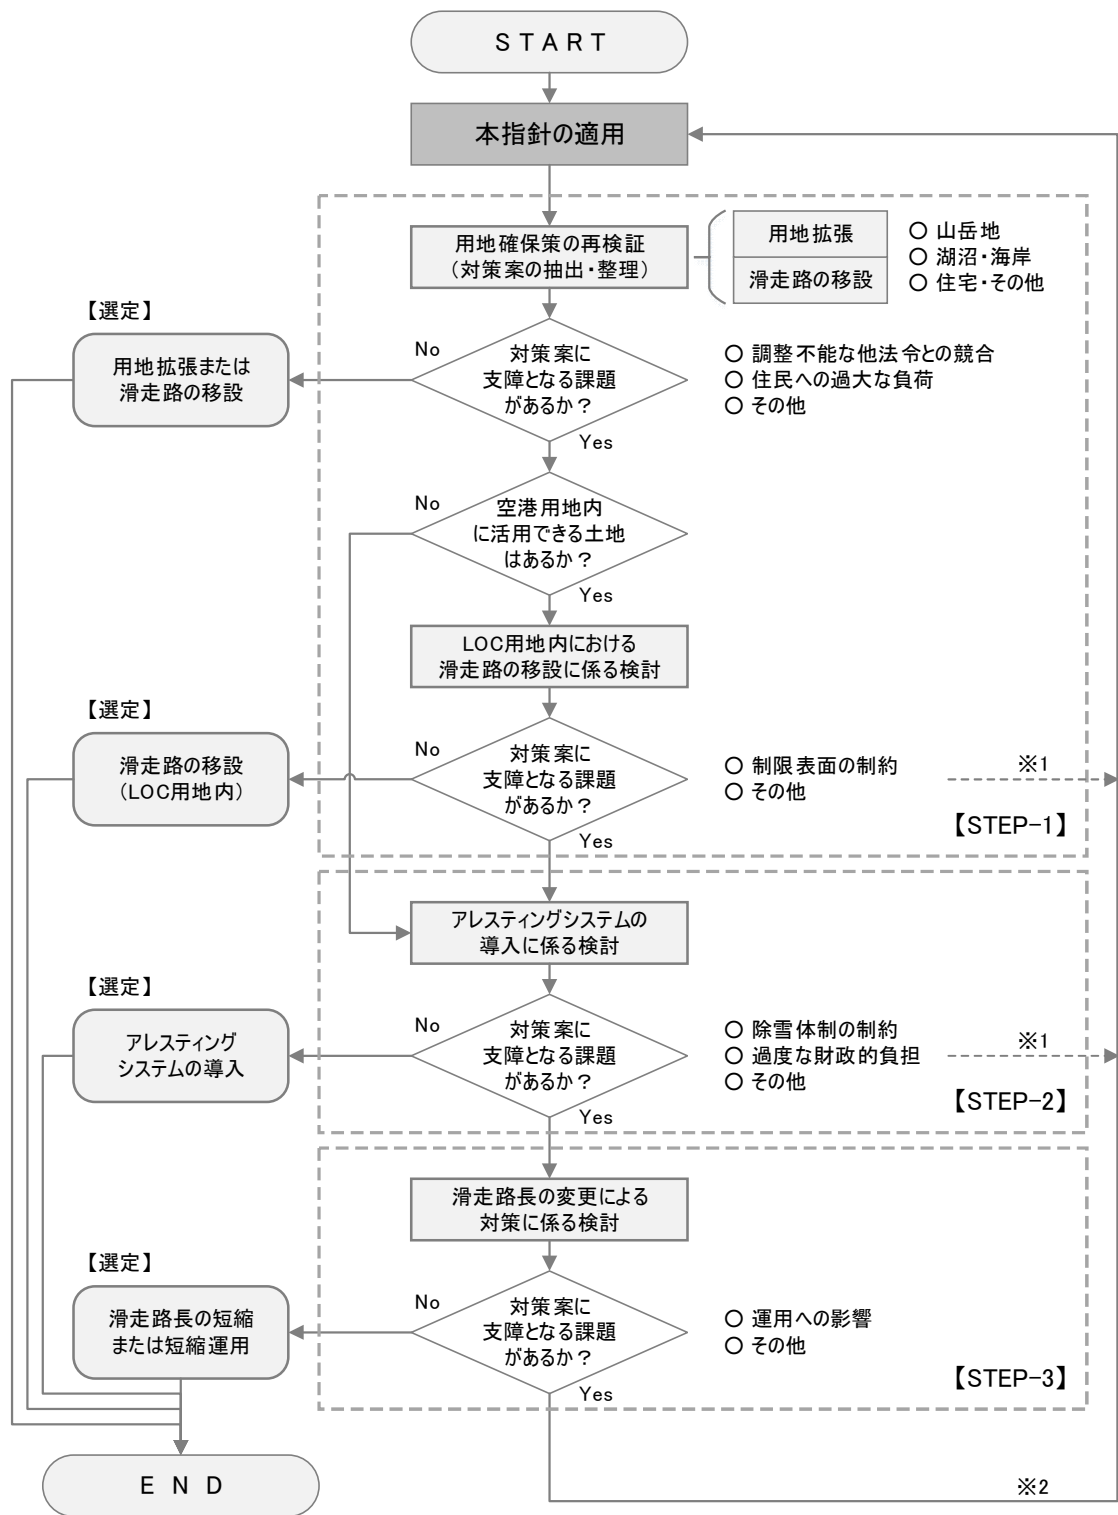 START
本指針の適用
用地確保策の再検証
（対策案の抽出・整理）
用地拡張
滑走路の移設
○ 山岳地
○ 湖沼・海岸
○ 住宅・その他
【選定】
用地拡張または
滑走路の移設
No
対策案に
支障となる課題
があるか？
Yes
○ 調整不能な他法令との競合
○ 住民への過大な負荷
○ その他
No
空港用地内
に活用できる土地
はあるか？
Yes
LOC用地内における
滑走路の移設に係る検討
【選定】
滑走路の移設
（LOC用地内）
No
対策案に
支障となる課題
があるか？
Yes
○ 制限表面の制約
○ その他
※1
【STEP-1】
アレスティングシステムの
導入に係る検討
【選定】
アレスティング
システムの導入
No
対策案に
支障となる課題
があるか？
Yes
○ 除雪体制の制約
○ 過度な財政的負担
○ その他
※1
【STEP-2】
滑走路長の変更による
対策に係る検討
【選定】
滑走路長の短縮
または短縮運用
No
対策案に
支障となる課題
があるか？
Yes
○ 運用への影響
○ その他
【STEP-3】
END
※2